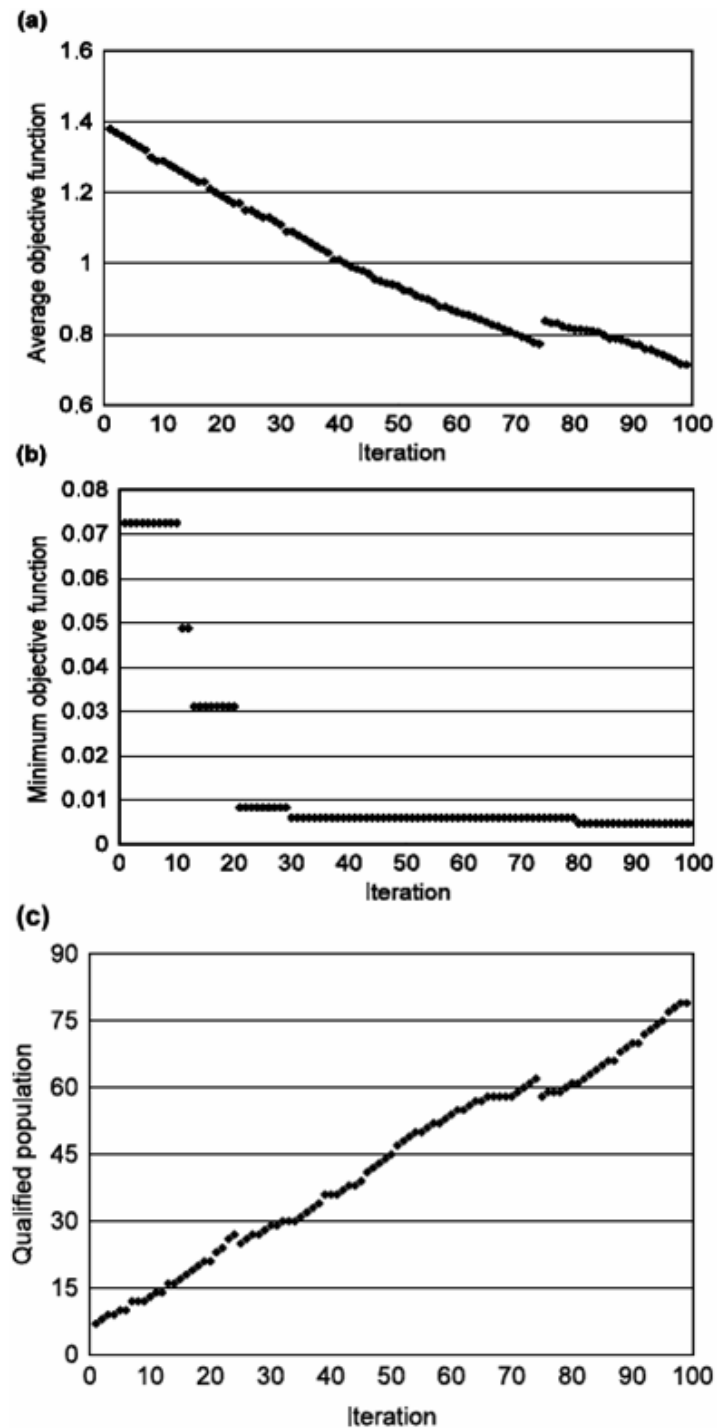 (a)
1.6
1.4
1.2
1
0.8
0.6
Average objective function
0 10 20 30 40 50 60 70 80 90 100
Iteration
(b)
0.08
0.07
0.06
0.05
0.04
0.03
0.02
0.01
0
Minimum objective function
0 10 20 30 40 50 60 70 80 90 100
Iteration
(c)
90
75
60
45
30
15
0
Qualified population
0 10 20 30 40 50 60 70 80 90 100
Iteration